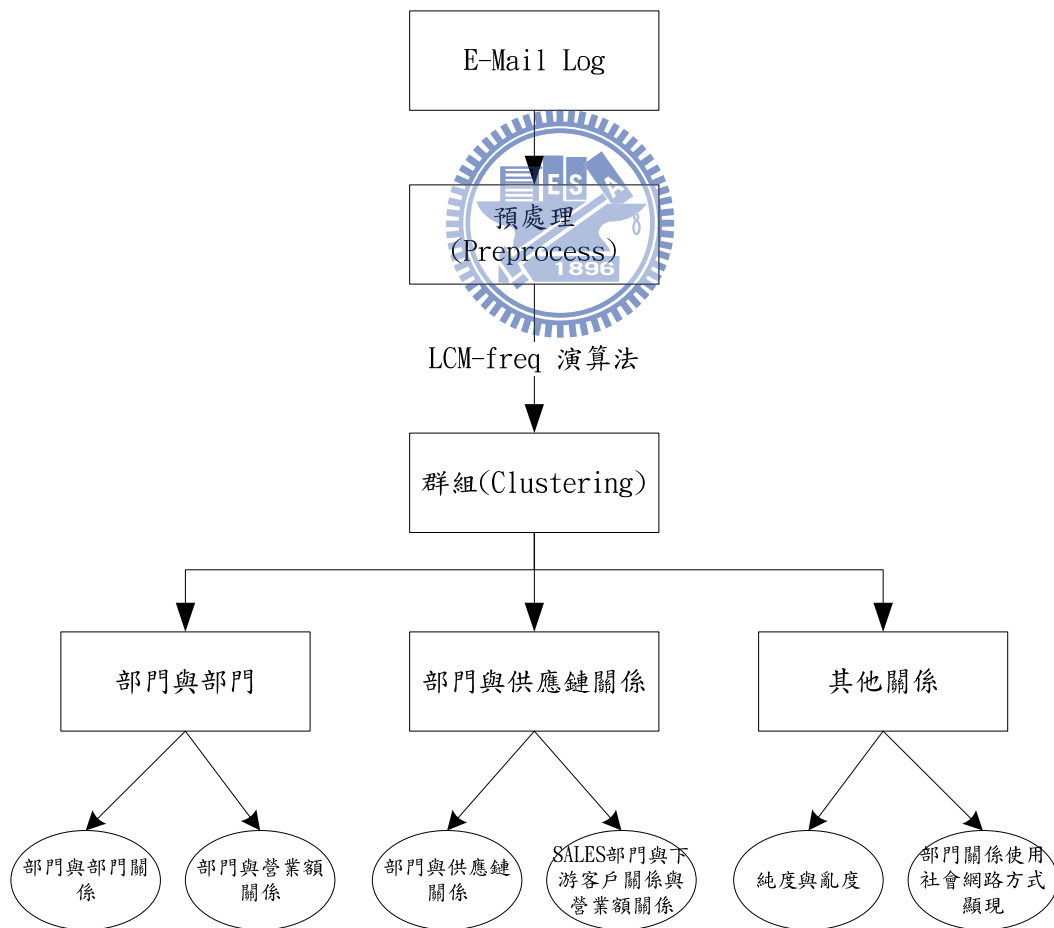 E-Mail Log
ESA
8
預處理
(Preprocess)
1896
LCM-freq 演算法
群組(Clustering)
部門與部門
部門與供應鏈關係
其他關係
部門與部門關
係
部門與營業額
關係
部門與供應鏈
關係
SALES部門與下
游客戶關係與
營業額關係
純度與亂度
部門關係使用
社會網路方式
顯現